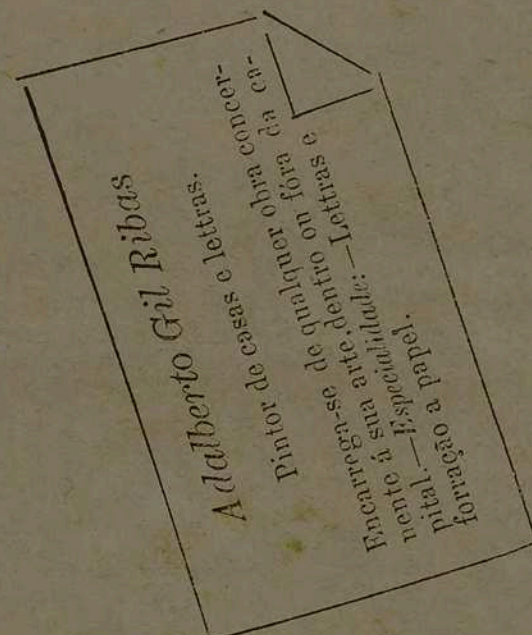 Adalberto Gil Ribas
Pintor de casas e lettras.
Encarrega-se de qualquer obra concer-
nente á sua arte, dentro ou fóra da ca-
pital.—Especialidade:—Lettras e
forração a papel.